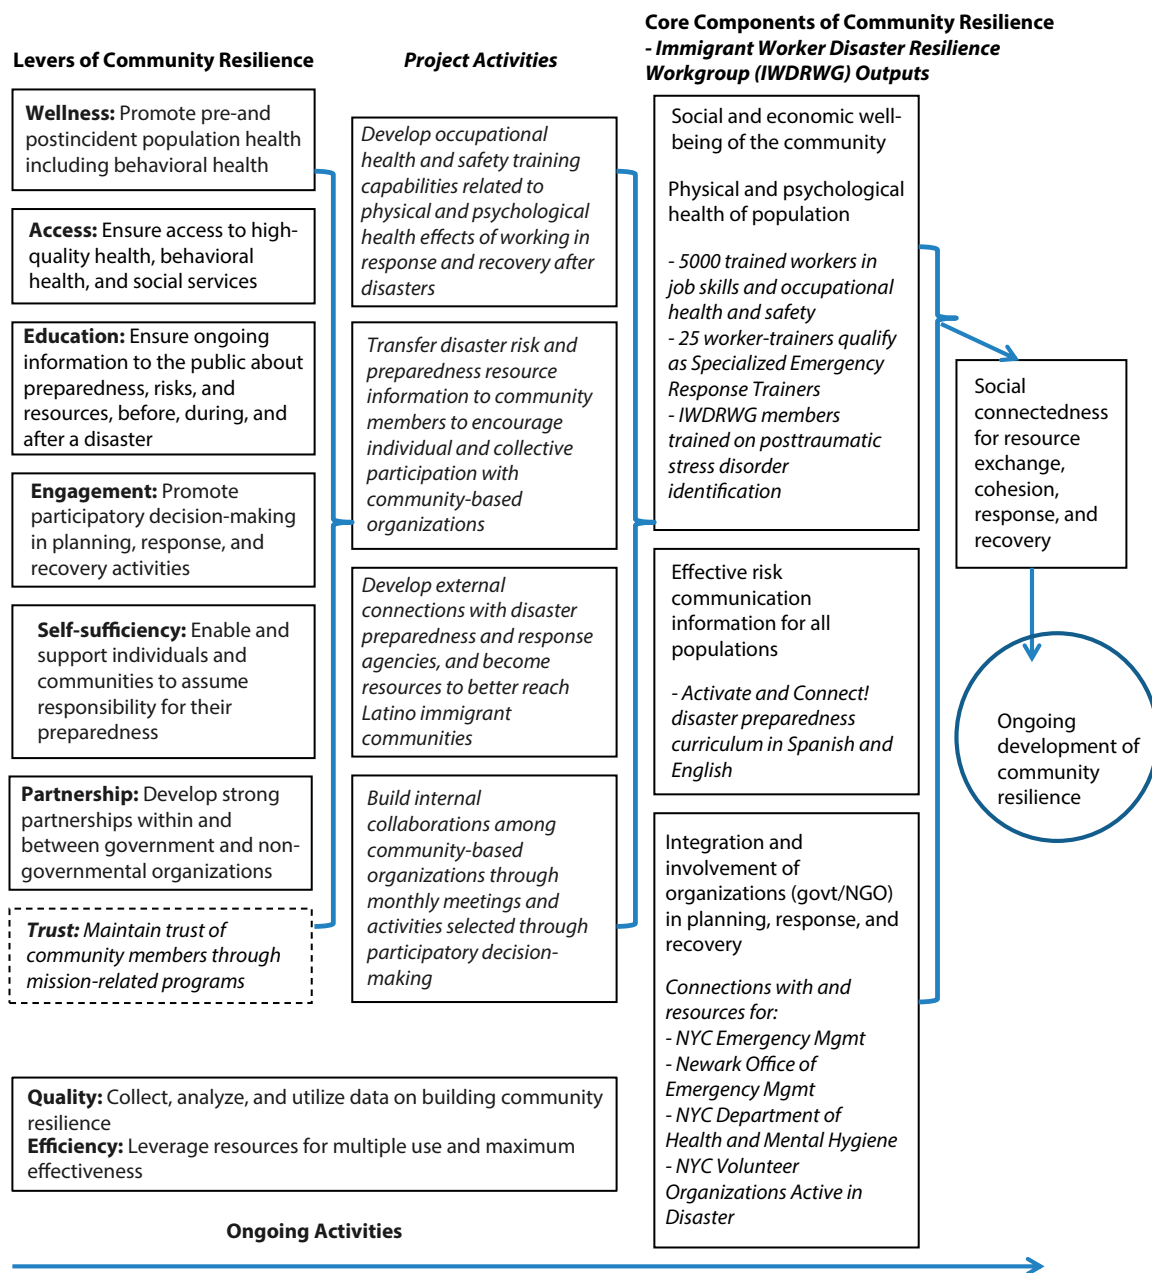 Levers of Community Resilience
Wellness: Promote pre-and
postincident population health
including behavioral health
Access: Ensure access to high-
quality health, behavioral
health, and social services
Education: Ensure ongoing
information to the public about
preparedness, risks, and
resources, before, during, and
after a disaster
Engagement: Promote
participatory decision-making
in planning, response, and
recovery activities
Self-sufficiency: Enable and
support individuals and
communities to assume
responsibility for their
preparedness
Partnership: Develop strong
partnerships within and
between government and non-
governmental organizations
Trust: Maintain trust of
community members through
mission-related programs
Project Activities
Develop occupational
health and safety training
capabilities related to
physical and psychological
health effects of working in
response and recovery after
disasters
Transfer disaster risk and
preparedness resource
information to community
members to encourage
individual and collective
participation with
community-based
organizations
Develop external
connections with disaster
preparedness and response
agencies, and become
resources to better reach
Latino immigrant
communities
Build internal
collaborations among
community-based
organizations through
monthly meetings and
activities selected through
participatory decision-
making
Core Components of Community Resilience
- Immigrant Worker Disaster Resilience
Workgroup (IWDRWG) Outputs
Social and economic well-
being of the community
Physical and psychological
health of population
- 5000 trained workers in
job skills and occupational
health and safety
- 25 worker-trainers qualify
as Specialized Emergency
Response Trainers
- IWDRWG members
trained on posttraumatic
stress disorder
identification
Effective risk
communication
information for all
populations
- Activate and Connect!
disaster preparedness
curriculum in Spanish and
English
Integration and
involvement of
organizations (govt/NGO)
in planning, response, and
recovery
Connections with and
resources for:
- NYC Emergency Mgmt
- Newark Office of
Emergency Mgmt
- NYC Department of
Health and Mental Hygiene
- NYC Volunteer
Organizations Active in
Disaster
Social
connectedness
for resource
exchange,
cohesion,
response, and
recovery
Ongoing
development of
community
resilience
Quality: Collect, analyze, and utilize data on building community
resilience
Efficiency: Leverage resources for multiple use and maximum
effectiveness
Ongoing Activities